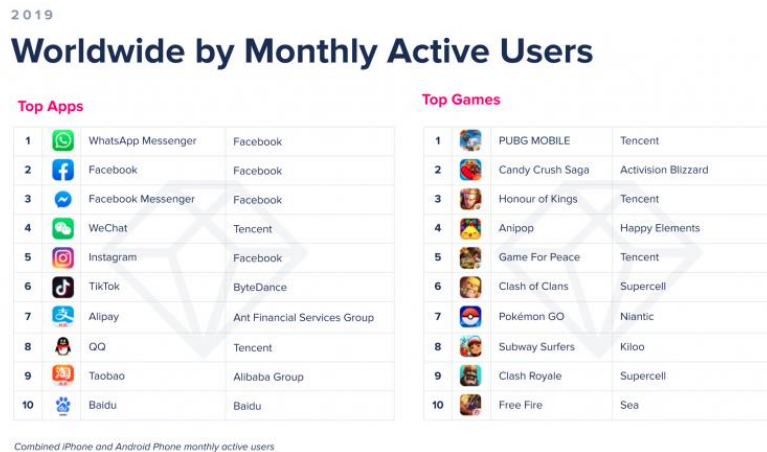 2019
Worldwide by Monthly Active Users
Top Apps
1 WhatsApp Messenger Facebook
2 Facebook Facebook
3 Facebook Messenger Facebook
4 WeChat Tencent
5 Instagram Facebook
6 TikTok ByteDance
7 Alipay Ant Financial Services Group
8 QQ Tencent
9 Taobao Alibaba Group
10 Baidu Baidu
Top Games
1 PUBG MOBILE Tencent
2 Candy Crush Saga Activision Blizzard
3 Honour of Kings Tencent
4 Anipop Happy Elements
5 Game For Peace Tencent
6 Clash of Clans Supercell
7 Pokémon GO Niantic
8 Subway Surfers Kiloo
9 Clash Royale Supercell
10 Free Fire Sea
Combined iPhone and Android Phone monthly active users